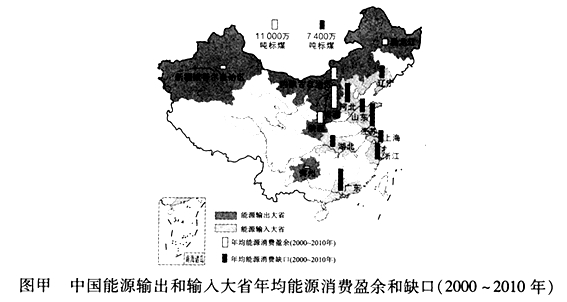 11 000万
吨标煤
7 400万
吨标煤
辽宁
河北
山东
上海
浙江
湖北
广东
能源输出大省
能源输入大省
年均能源消费盈余(2000~2010年)
年均能源消费缺口(2000~2010年)
图甲 中国能源输出和输入大省年均能源消费盈余和缺口(2000~2010年)